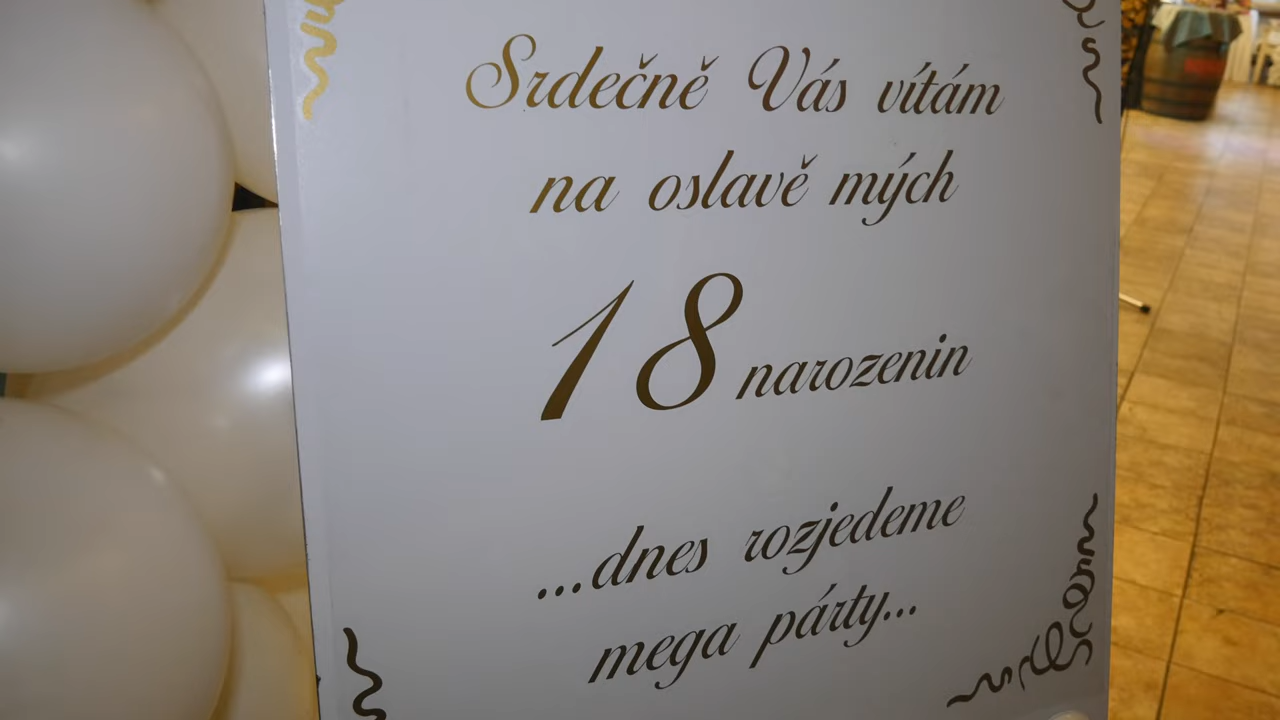 Srdečně Vás vítám
na oslavě mých
18 narozenin
...dnes rozjedeme
mega párty...